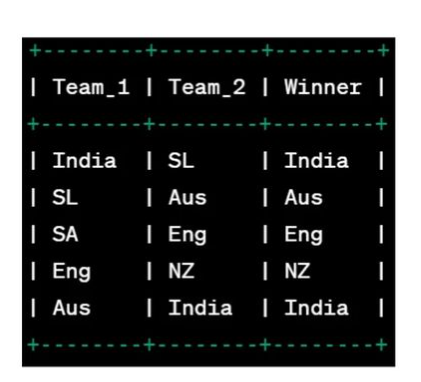 +--------+--------+--------+
| Team_1 | Team_2 | Winner |
+--------+--------+--------+
| India | SL | India |
| SL | Aus | Aus |
| SA | Eng | Eng |
| Eng | NZ | NZ |
| Aus | India | India |
+--------+--------+--------+